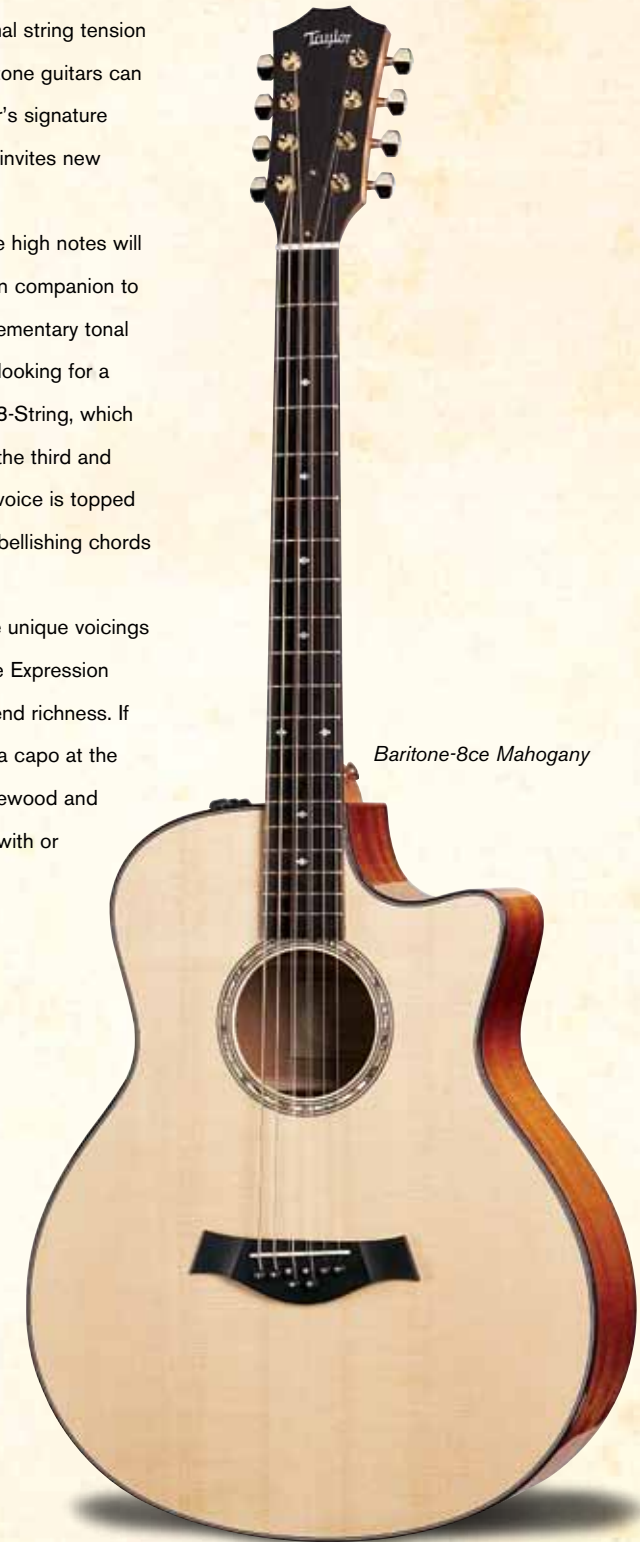 Taylor
nal string tension
one guitars can
r's signature
invites new
e high notes will
n companion to
ementary tonal
looking for a
8-String, which
the third and
voice is topped
bellishing chords
e unique voicings
e Expression
end richness. If
a capo at the
ewood and
with or
Baritone-8ce Mahogany